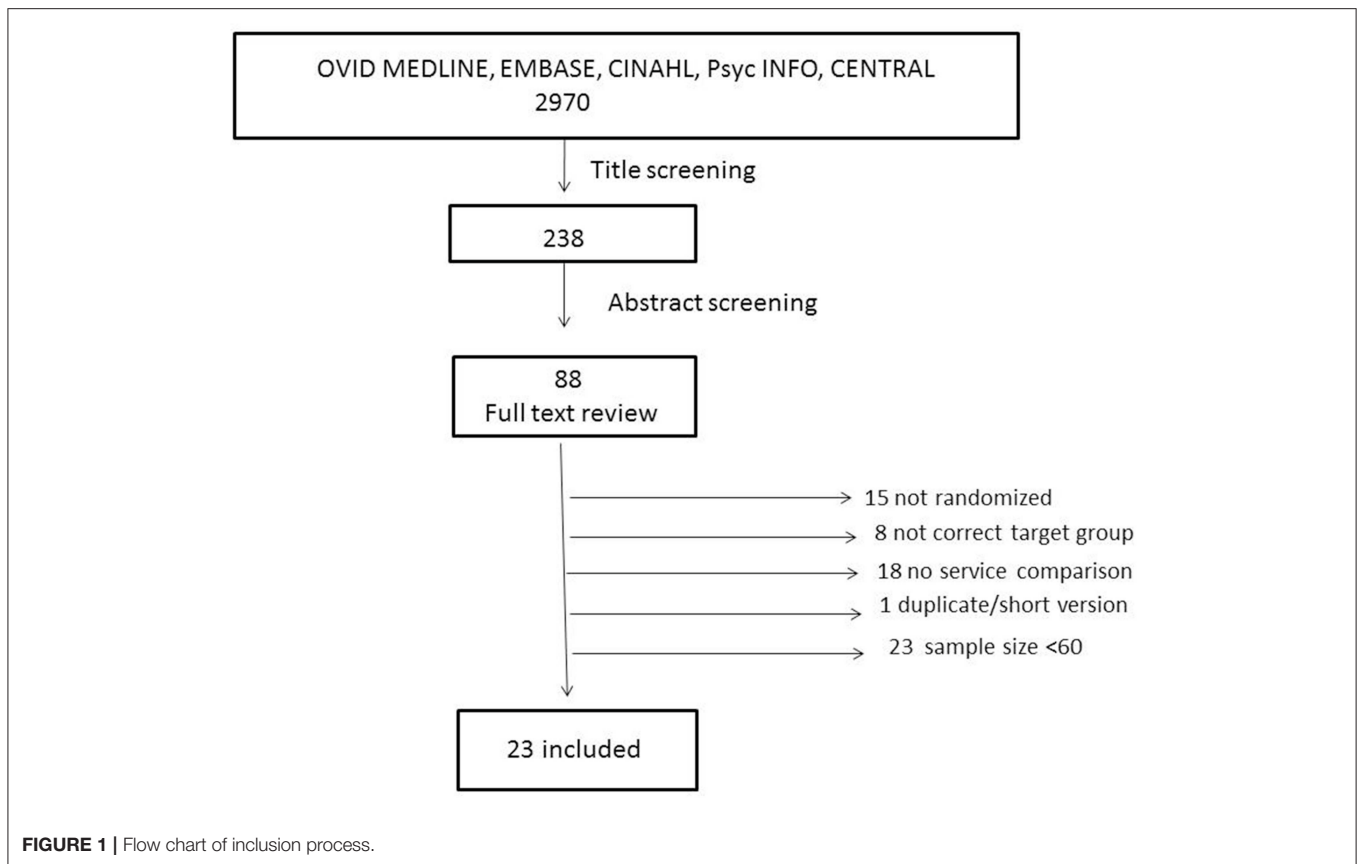 OVID MEDLINE, EMBASE, CINAHL, Psyc INFO, CENTRAL
2970
Title screening
238
Abstract screening
88
Full text review
15 not randomized
8 not correct target group
18 no service comparison
1 duplicate/short version
23 sample size <60
23 included
FIGURE 1 | Flow chart of inclusion process.